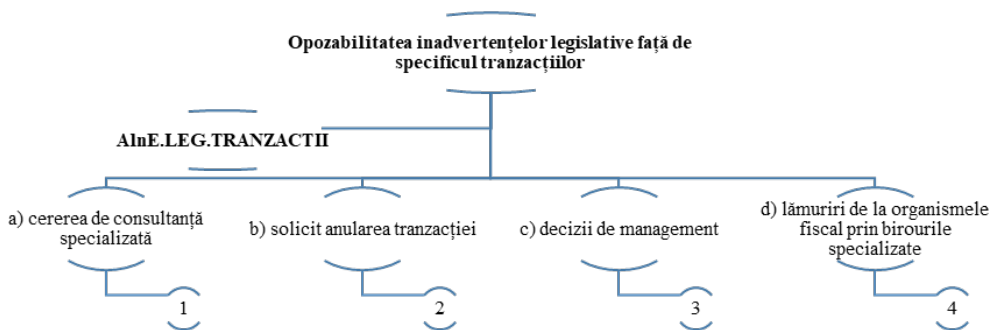 Opozabilitatea inadvertențelor legislative față de
specificul tranzacțiilor
AlnE.LEG.TRANZACTII
a) cererea de consultanță
specializată
b) solicit anularea tranzacției
c) decizii de management
d) lămuriri de la organismele
fiscal prin birourile
specializate
1
2
3
4